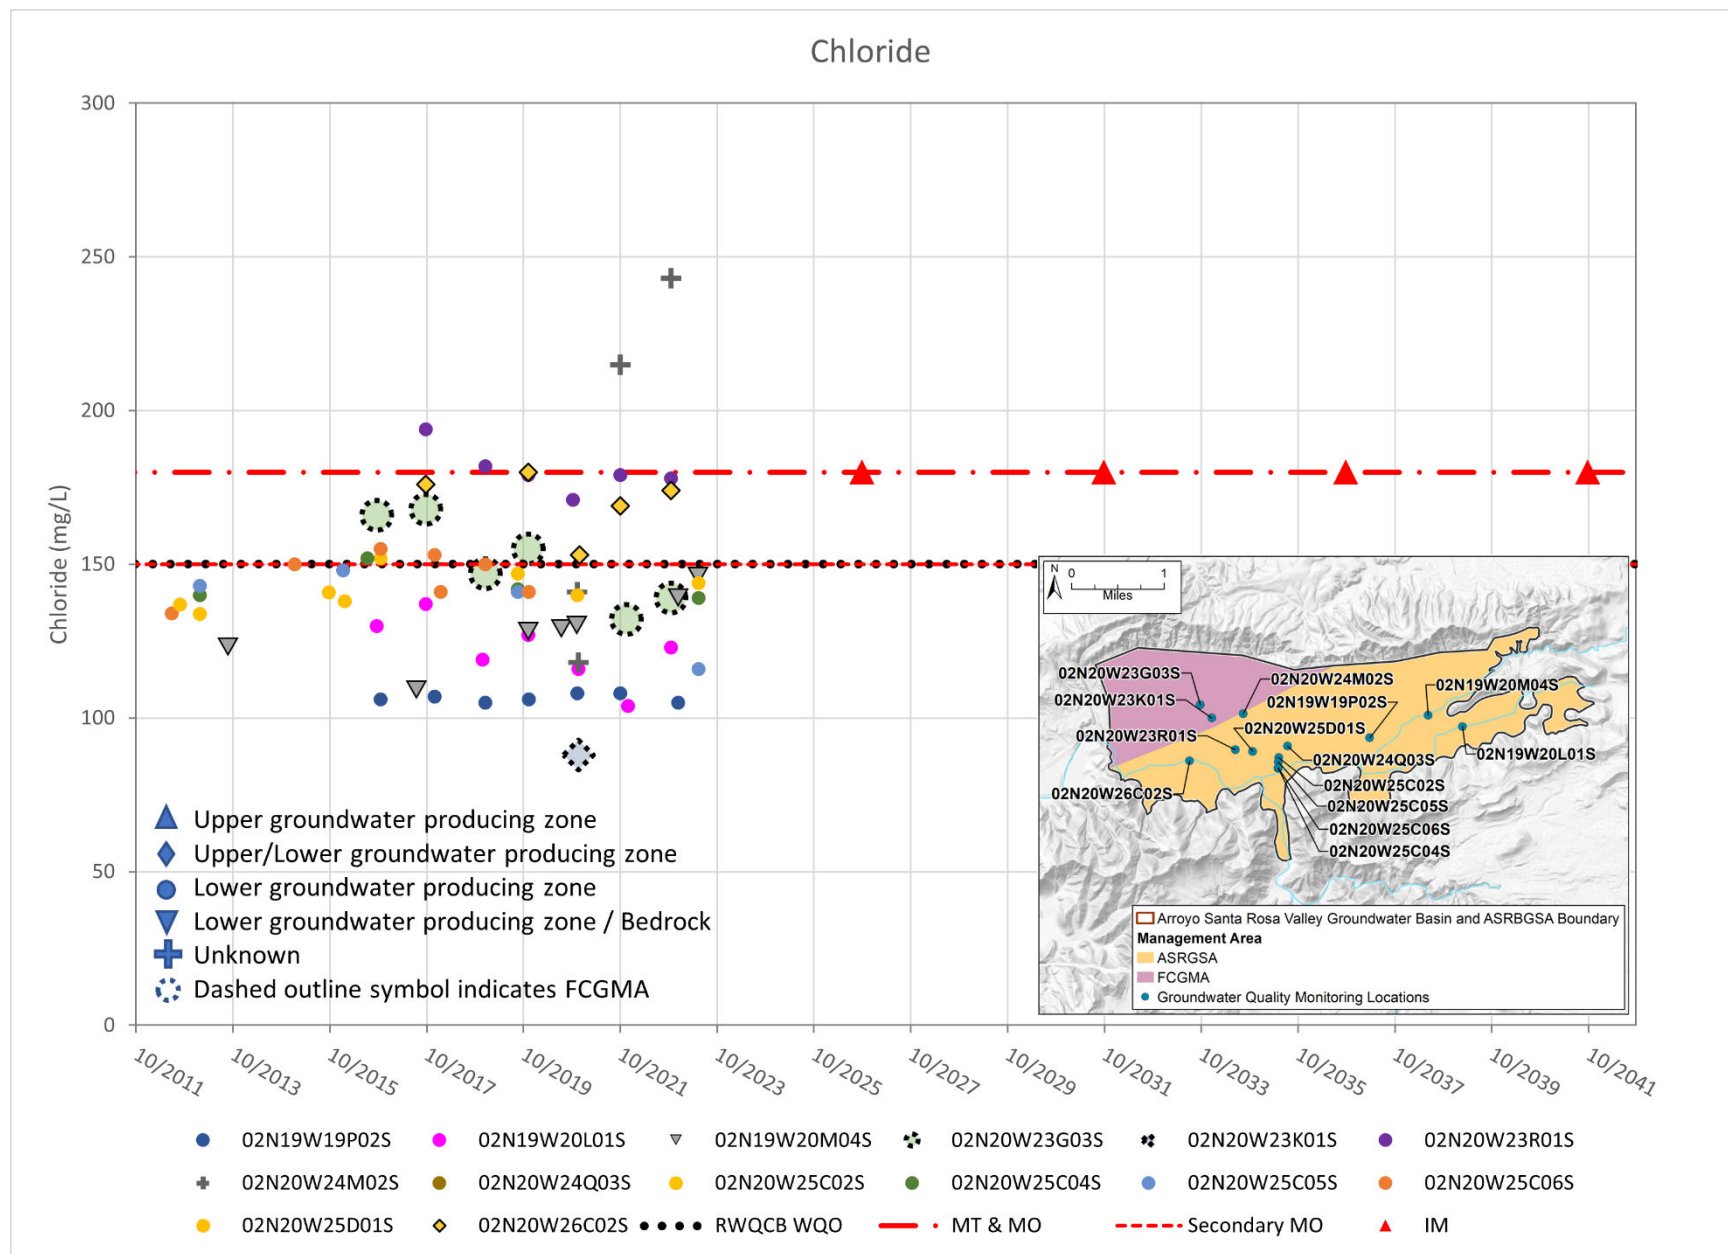 Chloride
300
250
200
150
100
50
0
Chloride (mg/L)
Upper groundwater producing zone
Upper/Lower groundwater producing zone
Lower groundwater producing zone
Lower groundwater producing zone / Bedrock
Unknown
Dashed outline symbol indicates FCGMA
N
0 1
Miles
02N20W23G03S
02N20W24M02S
02N19W20M04S
02N20W23K01S
02N19W19P02S
02N20W25D01S
02N20W23R01S
02N19W20L01S
02N20W24Q03S
02N20W25C02S
02N20W26C02S
02N20W25C05S
02N20W25C06S
02N20W25C04S
Arroyo Santa Rosa Valley Groundwater Basin and ASRBGSA Boundary
Management Area
ASRGSA
FCGMA
Groundwater Quality Monitoring Locations
10/2011 10/2013 10/2015 10/2017 10/2019 10/2021 10/2023 10/2025 10/2027 10/2029 10/2031 10/2033 10/2035 10/2037 10/2039 10/2041
02N19W19P02S 02N19W20L01S 02N19W20M04S 02N20W23G03S 02N20W23K01S 02N20W23R01S
02N20W24M02S 02N20W24Q03S 02N20W25C02S 02N20W25C04S 02N20W25C05S 02N20W25C06S
02N20W25D01S 02N20W26C02S RWQCB WQO MT & MO Secondary MO IM